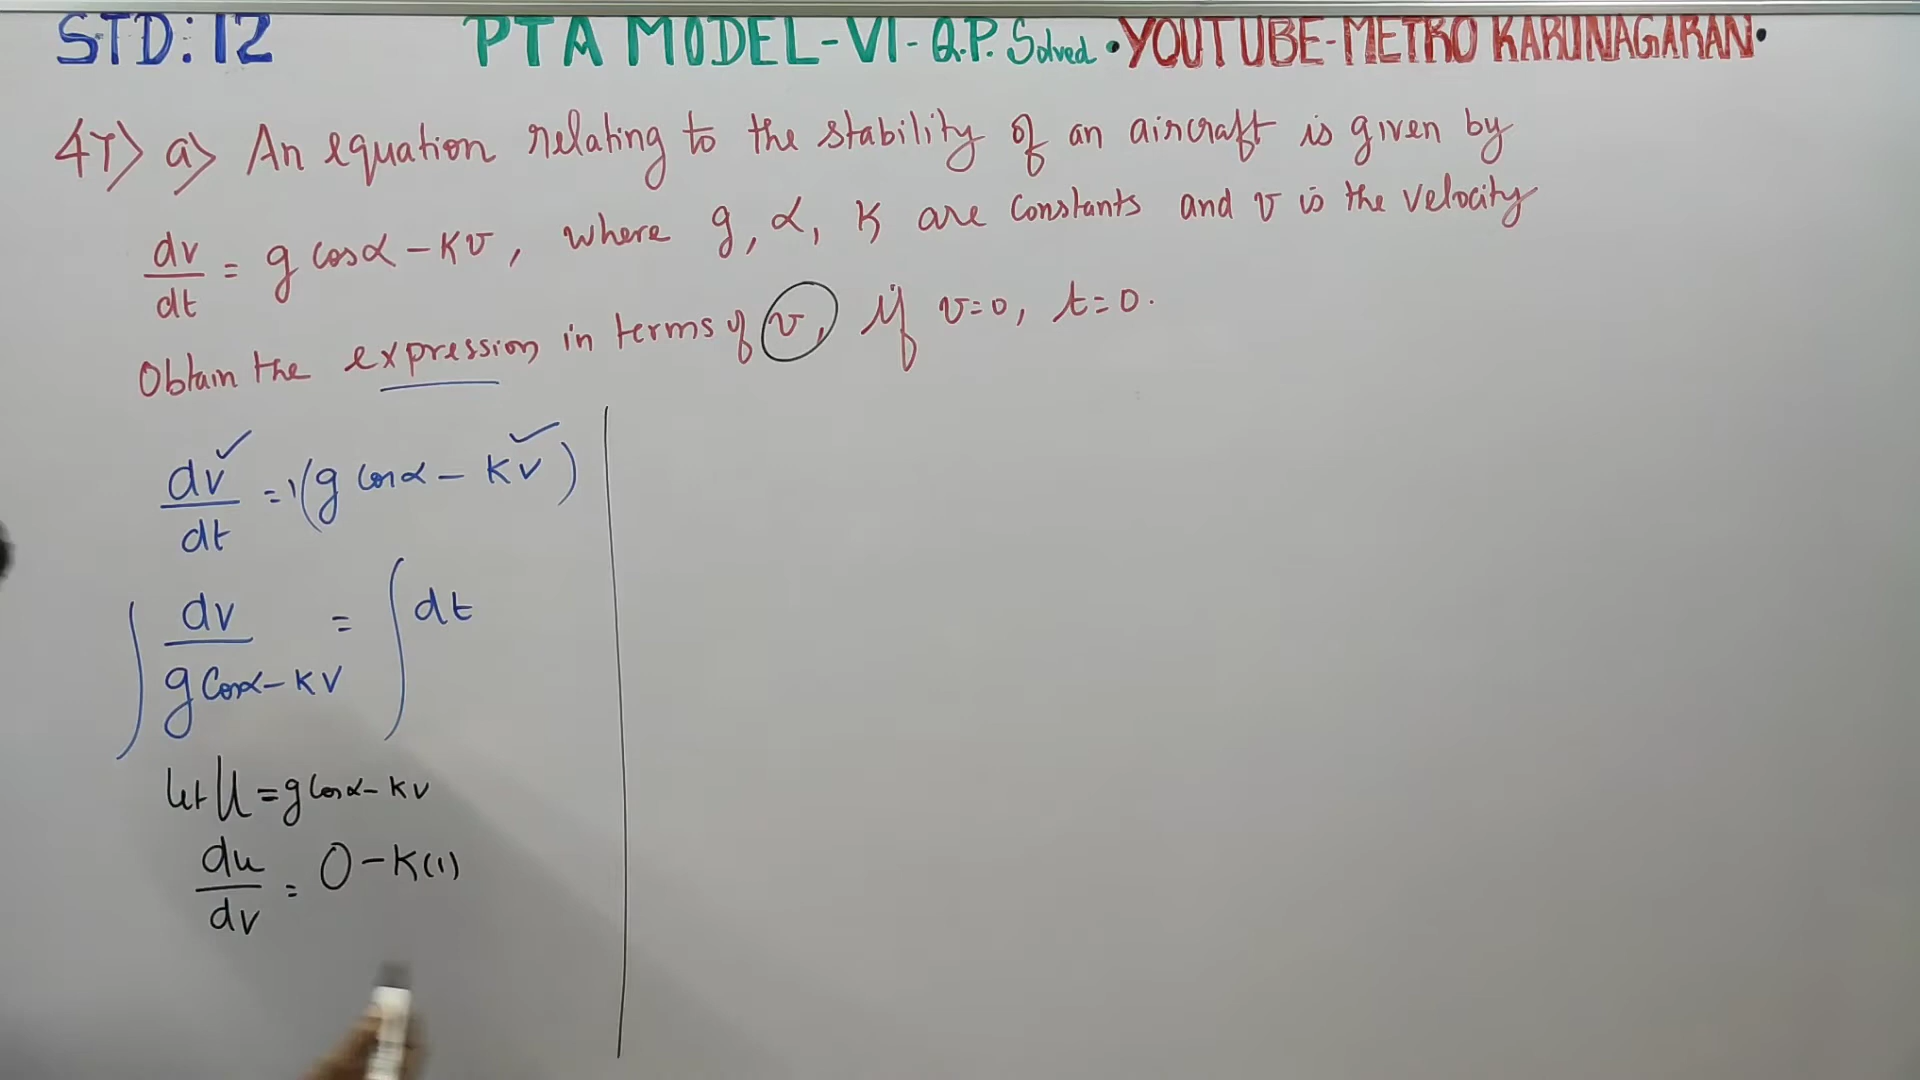 STD: 12 PTA MODEL-VI-Q.P. Solved • YOUTUBE-METRO KARUNAGARAN •
47) a) An equation relating to the stability of an aircraft is given by
dv/dt = g cosα - Kv, where g, α, K are constants and v is the velocity
Obtain the expression in terms of v, if v=0, t=0.
dv/dt = 1(g cosα - Kv)
∫ dv/(g cosα - Kv) = ∫ dt
let U = g cosα - Kv
du/dv = 0 - K(1)